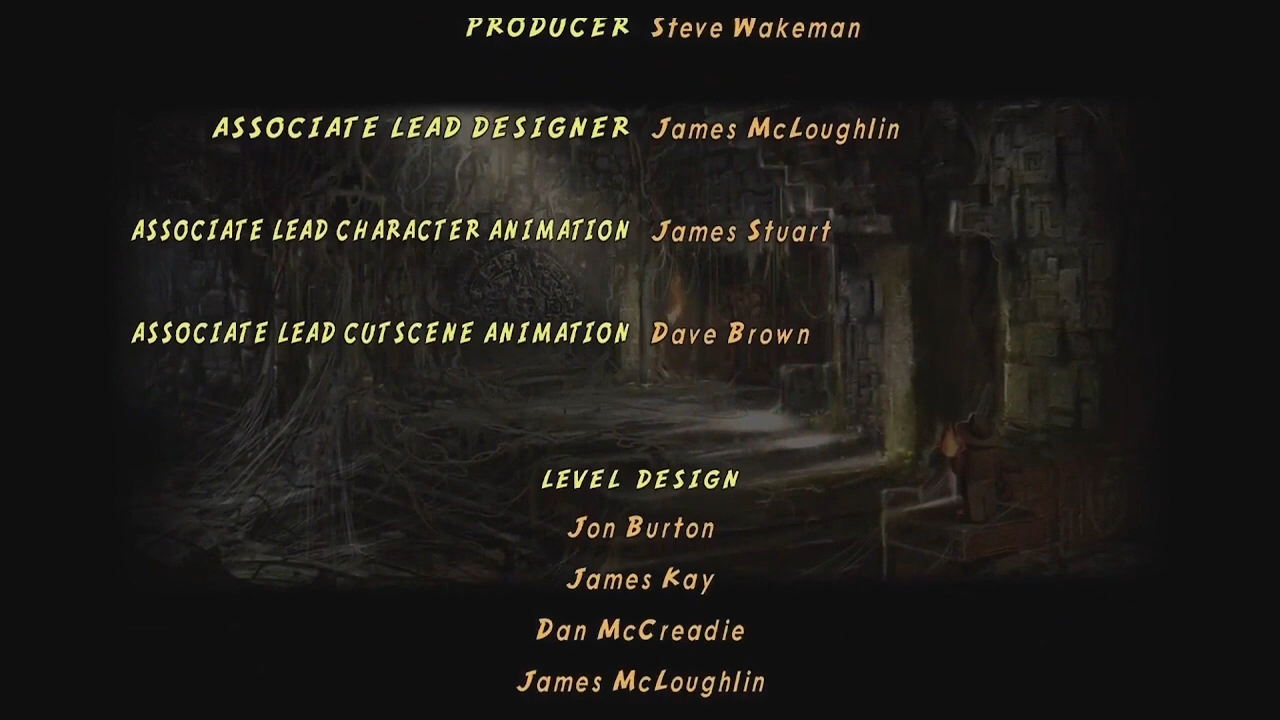 PRODUCER Steve Wakeman
ASSOCIATE LEAD DESIGNER James McLoughlin
ASSOCIATE LEAD CHARACTER ANIMATION James Stuart
ASSOCIATE LEAD CUTSCENE ANIMATION Dave Brown
LEVEL DESIGN
Jon Burton
James Kay
Dan McCreadie
James McLoughlin